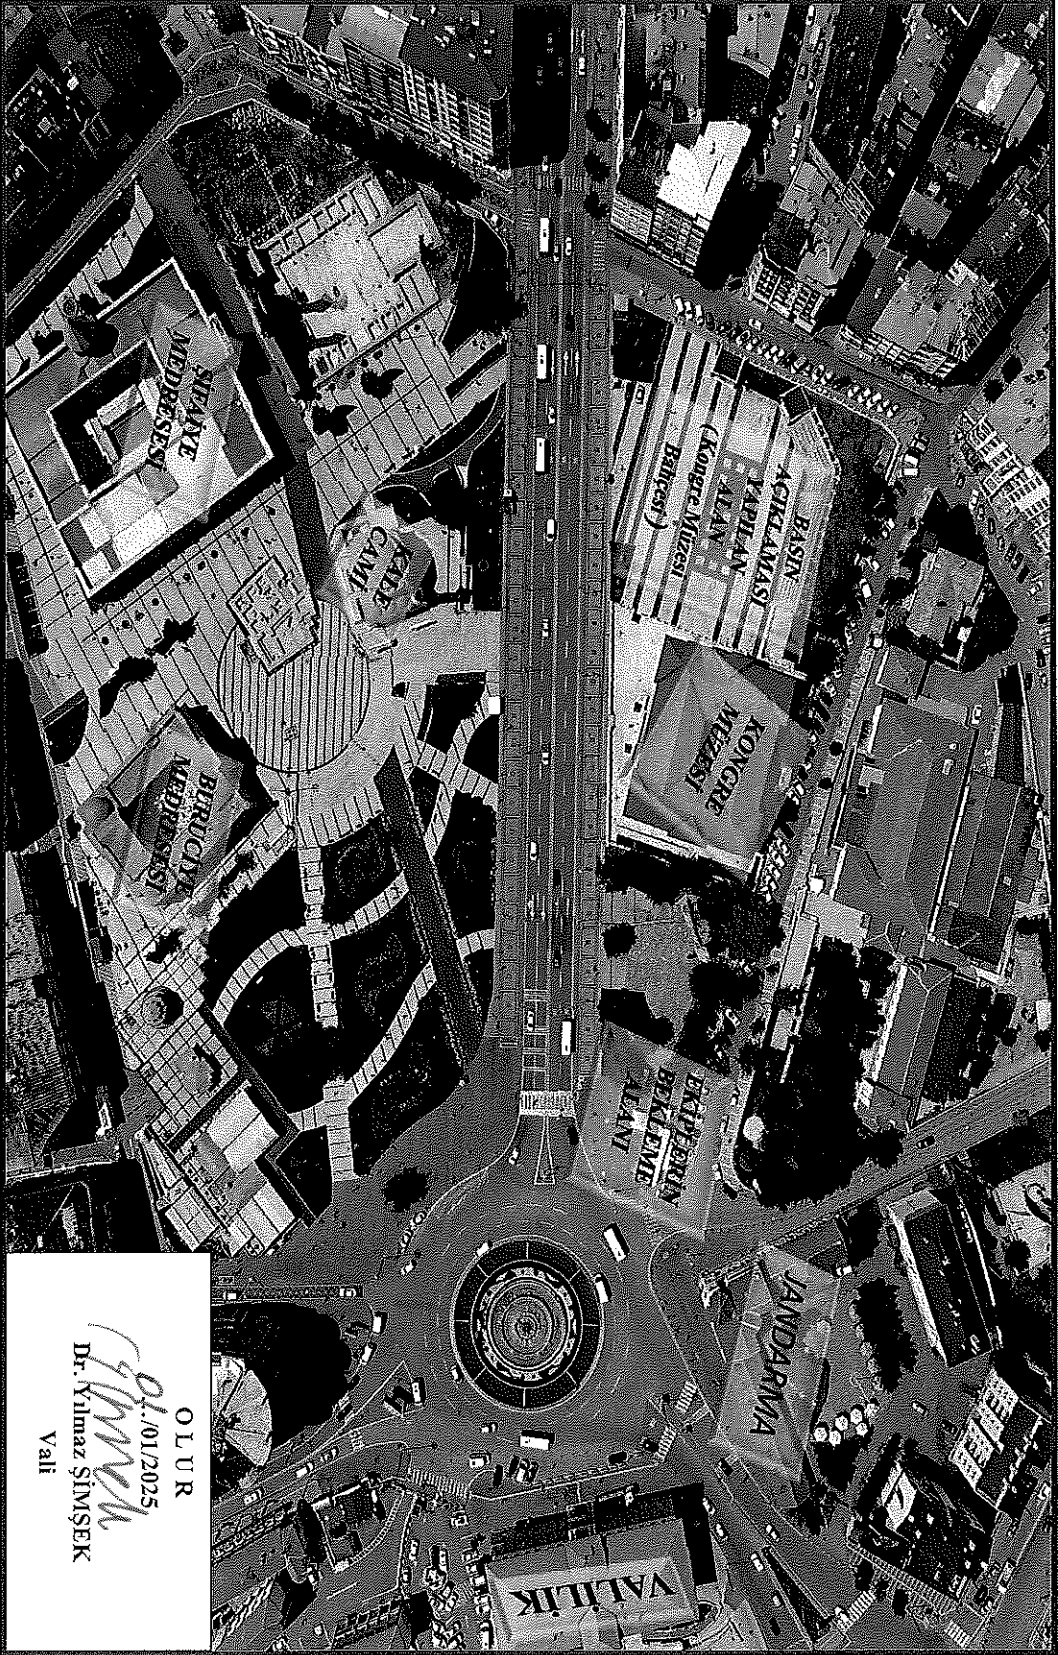 BASIN
AÇIKLAMASI
YAPILAN
ALAN
(Kongre Müzesi
Bahçesi)
KONGRE
MÜZESİ
EKİPLERİN
BEKLEME
ALANI
JANDARMA
VALİLİK
ŞİFAİYE
MEDRESESİ
KALE
CAMİ
BURUCİYE
MEDRESESİ
O L U R
/01/2025
Dr. Yılmaz ŞİMŞEK
Vali